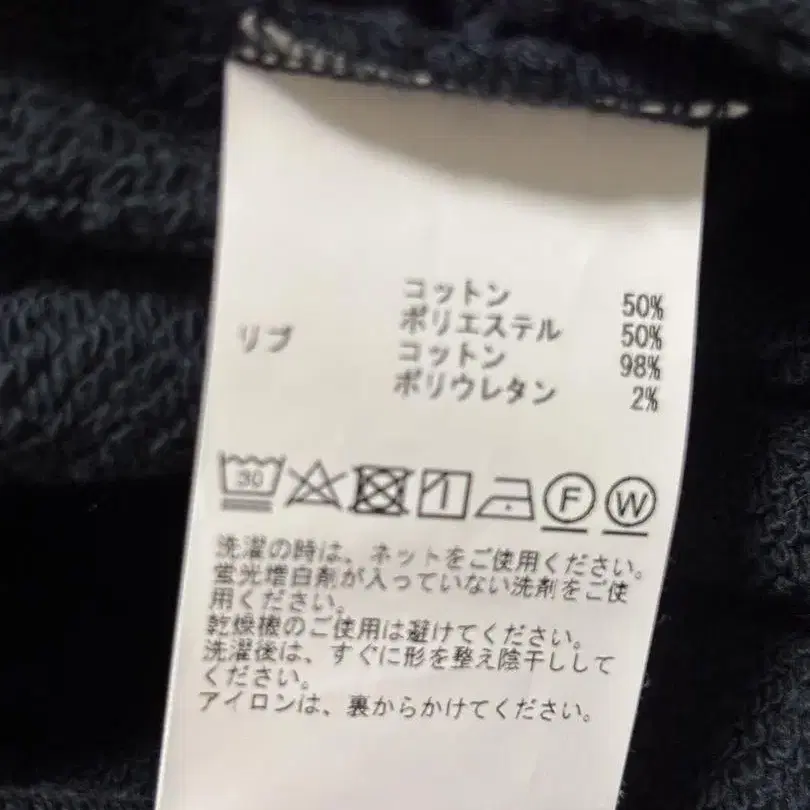 コットン 50%
ポリエステル 50%
リブ コットン 98%
ポリウレタン 2%
30 F W
洗濯の時は、ネットをご使用ください。
蛍光増白剤が入っていない洗剤をご使
用ください。
乾燥機のご使用は避けてください。
洗濯後は、すぐに形を整え陰干しして
ください。
アイロンは、裏からかけてください。